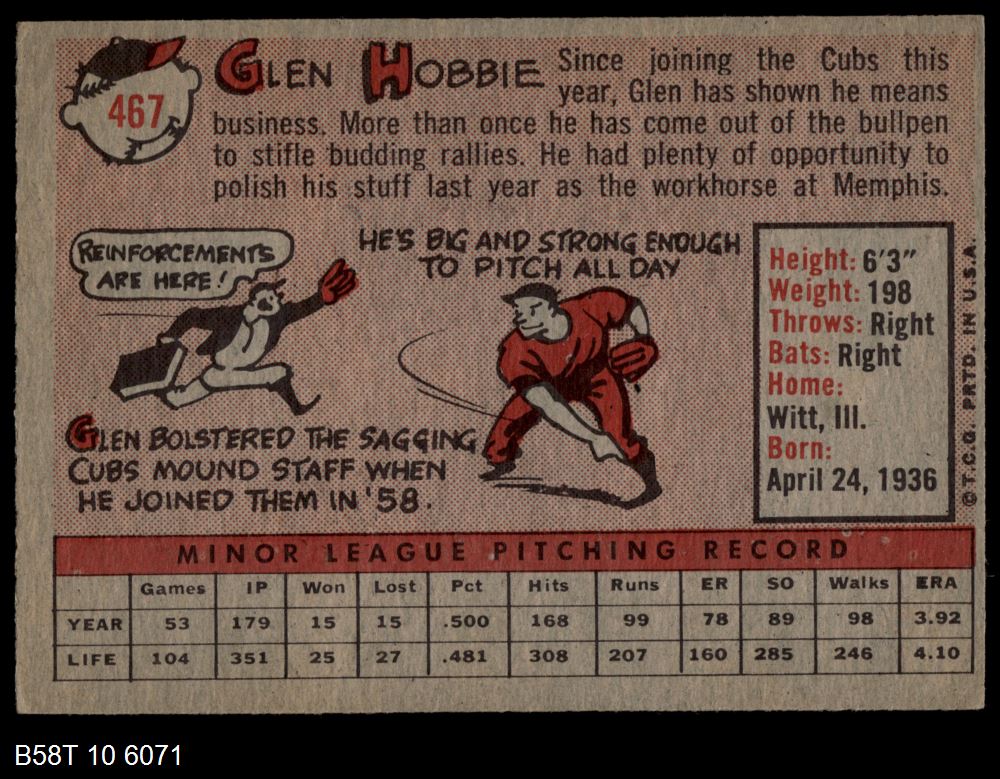 467
GLEN HOBBIE Since joining the Cubs this
year, Glen has shown he means
business. More than once he has come out of the bullpen
to stifle budding rallies. He had plenty of opportunity to
polish his stuff last year as the workhorse at Memphis.
REINFORCEMENTS
ARE HERE!
HE'S BIG AND STRONG ENOUGH
TO PITCH ALL DAY
GLEN BOLSTERED THE SAGGING
CUBS MOUND STAFF WHEN
HE JOINED THEM IN '58.
Height: 6'3"
Weight: 198
Throws: Right
Bats: Right
Home:
Witt, Ill.
Born:
April 24, 1936
© T.C.G. PRTD. IN U.S.A.
MINOR LEAGUE PITCHING RECORD
Games IP Won Lost Pct Hits Runs ER SO Walks ERA
YEAR 53 179 15 15 .500 168 99 78 89 98 3.92
LIFE 104 351 25 27 .481 308 207 160 285 246 4.10
B58T 10 6071